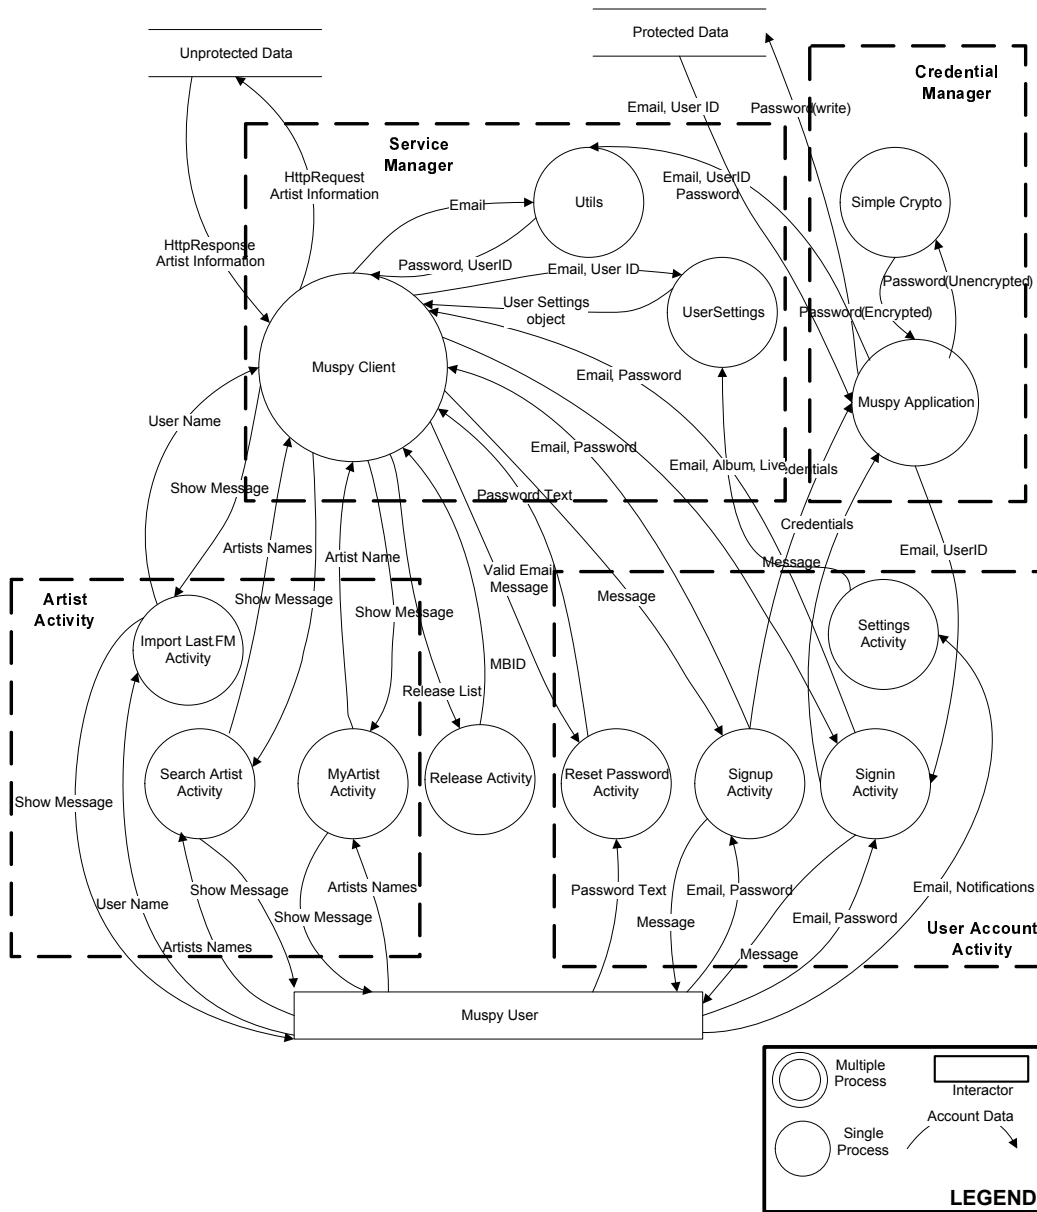 Unprotected Data
Protected Data
Credential
Manager
Email, User ID
Password(write)
Service
Manager
HttpRequest
Artist Information
Email, UserID
Password
Utils
Simple Crypto
Email
HttpResponse
Artist Information
Password, UserID
Email, User ID
Password(Unencrypted)
User Settings
object
UserSettings
Password(Encrypted)
Muspy Client
Email, Password
Muspy Application
User Name
Email, Password
Show Message
Email, Album, Live
edentials
Password Text
Credentials
Artists Names
Artist Name
Email, UserID
Show Message
Valid Email
Message
Message
Message
Show Message
Artist
Activity
Import Last.FM
Activity
Settings
Activity
MBID
Release List
Search Artist
Activity
MyArtist
Activity
Release Activity
Reset Password
Activity
Signup
Activity
Signin
Activity
Show Message
Show Message
Artists Names
Password Text
Email, Password
Email, Notifications
User Name
Show Message
Message
Email, Password
User Account
Activity
Artists Names
Message
Muspy User
Multiple
Process
Interactor
Account Data
Single
Process
LEGEND